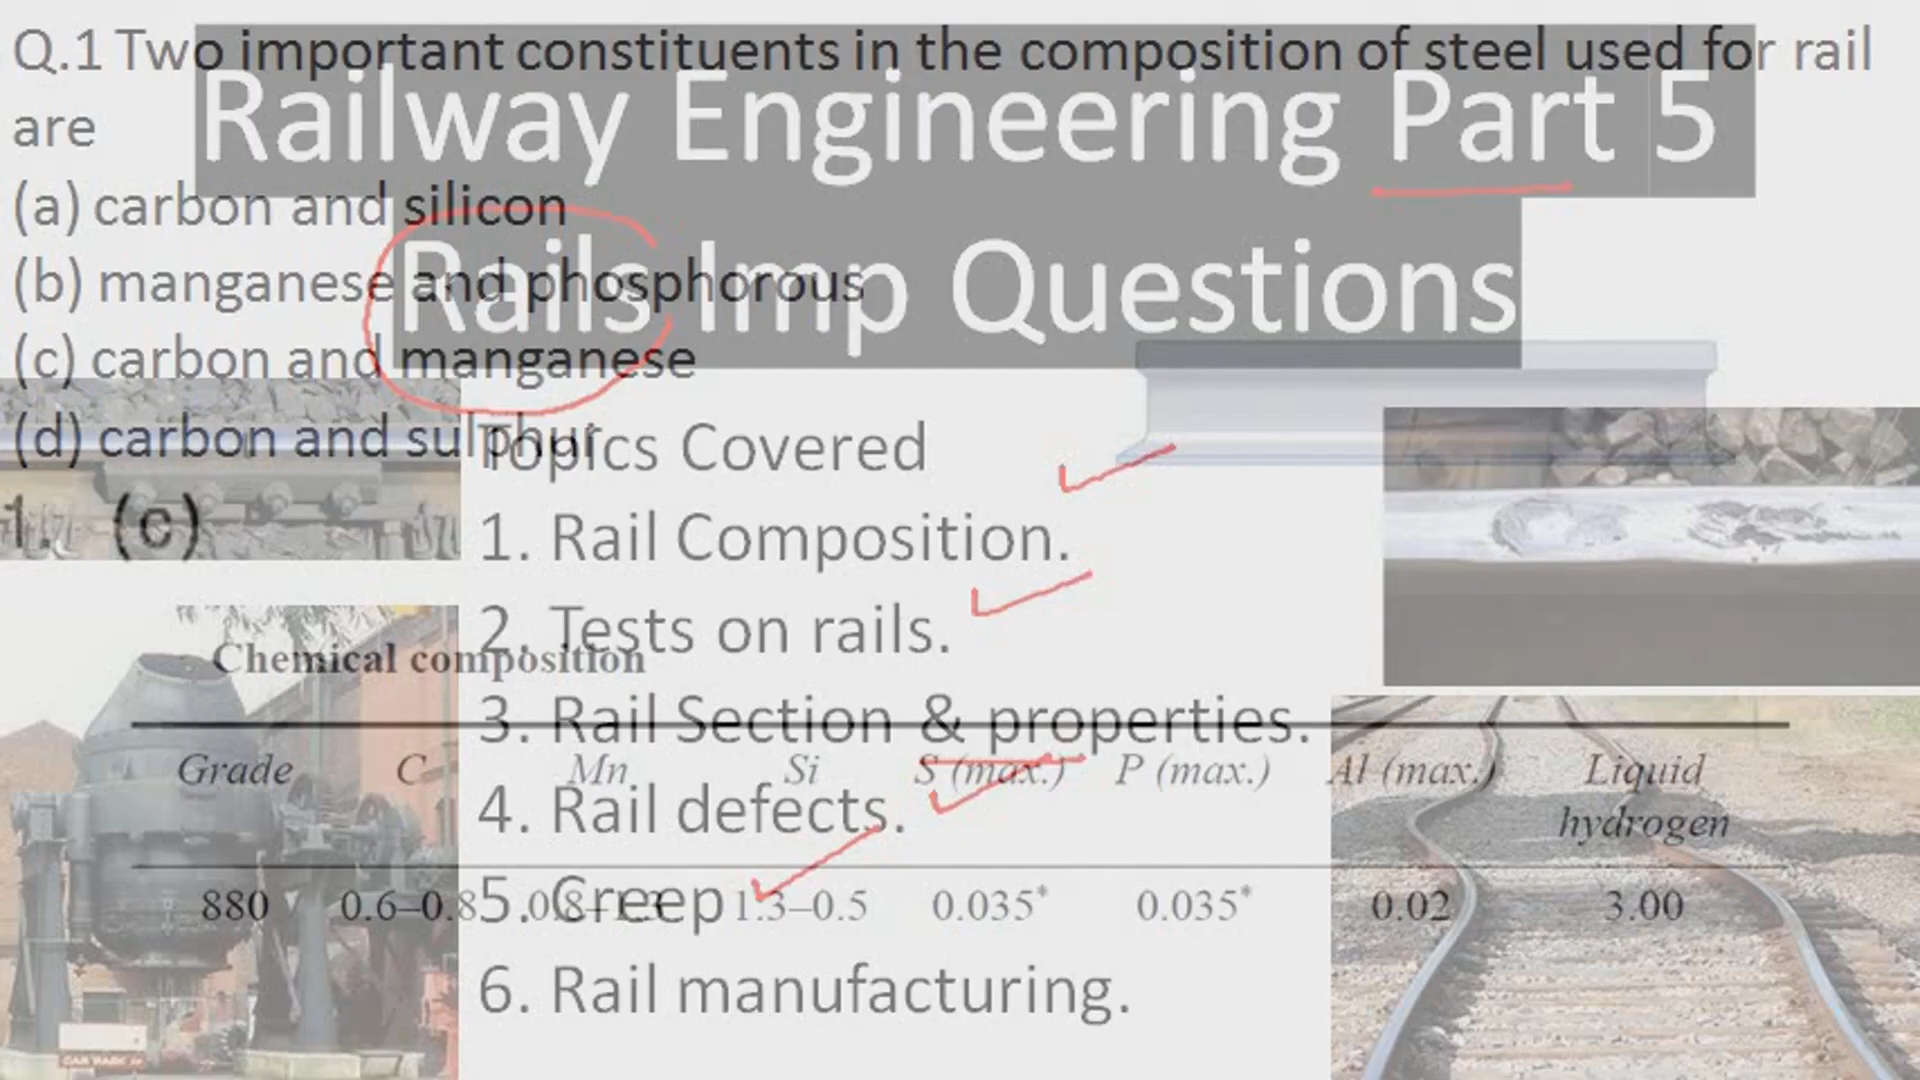 Q.1 Two important constituents in the composition of steel used for rail
are
(a) carbon and silicon
(b) manganese and phosphorous
(c) carbon and manganese
(d) carbon and sulphur
1. (c)
Chemical composition
Grade C Mn Si S (max.) P (max.) Al (max.) Liquid
hydrogen
880 0.6–0.8 0.8–1.3 1.3–0.5 0.035* 0.035* 0.02 3.00
Railway Engineering Part 5
Rails Imp Questions
Topics Covered
1. Rail Composition.
2. Tests on rails.
3. Rail Section & properties.
4. Rail defects.
5. Creep
6. Rail manufacturing.